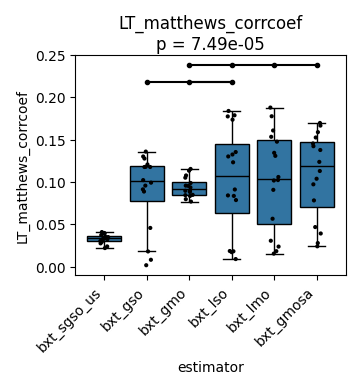 LT_matthews_corrcoef
p = 7.49e-05
LT_matthews_corrcoef
0.25
0.20
0.15
0.10
0.05
0.00
bxt_sgso_us
bxt_gso
bxt_gmo
bxt_lso
bxt_lmo
bxt_gmosa
estimator